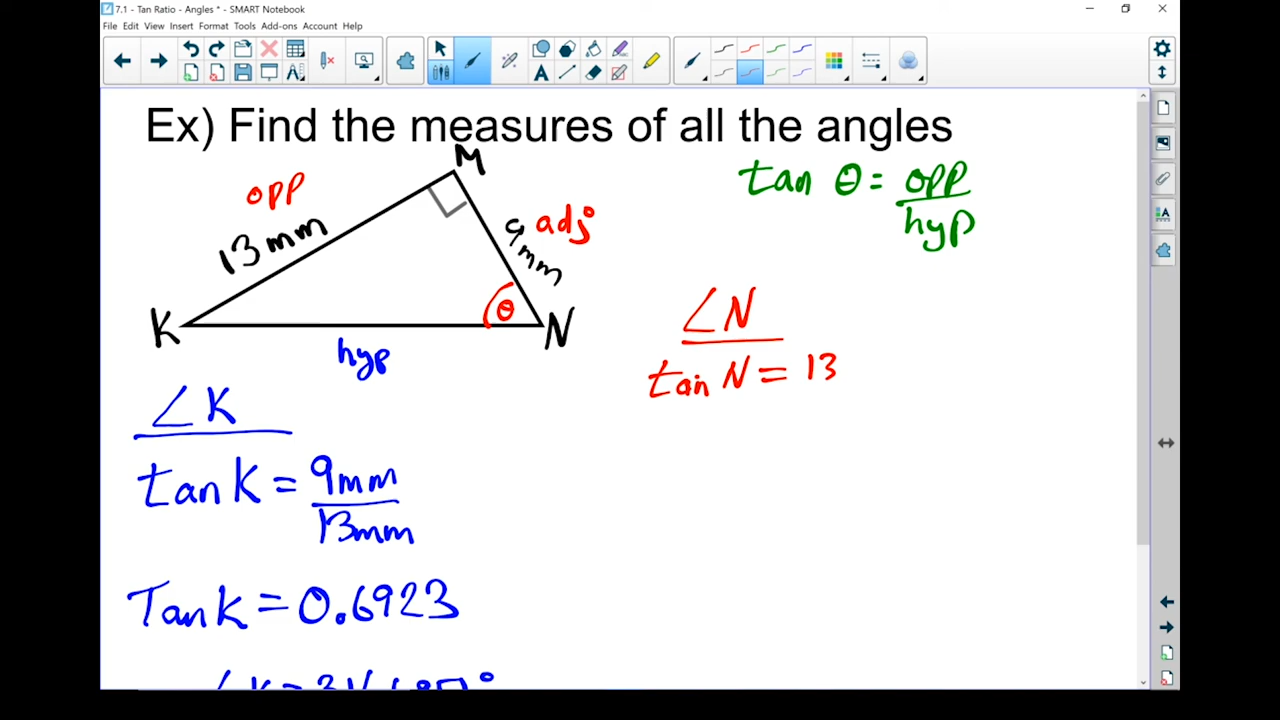 7.1 - Tan Ratio - Angles * - SMART Notebook
File Edit View Insert Format Tools Add-ons Account Help
Ex) Find the measures of all the angles
M
opp
13mm
9mm
adj
K
θ
N
hyp
tan θ = opp/hyp
∠K
tan K = 9mm/13mm
Tan K = 0.6923
∠N
tan N = 13